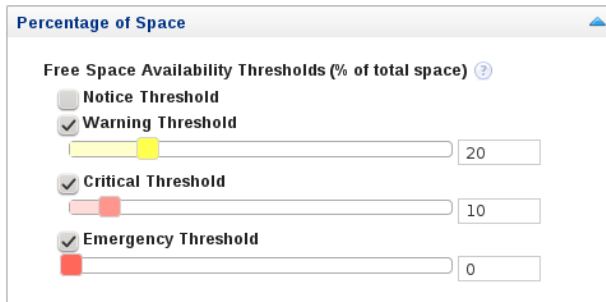 Percentage of Space
Free Space Availability Thresholds (% of total space) ?
Notice Threshold
Warning Threshold
20
Critical Threshold
10
Emergency Threshold
0